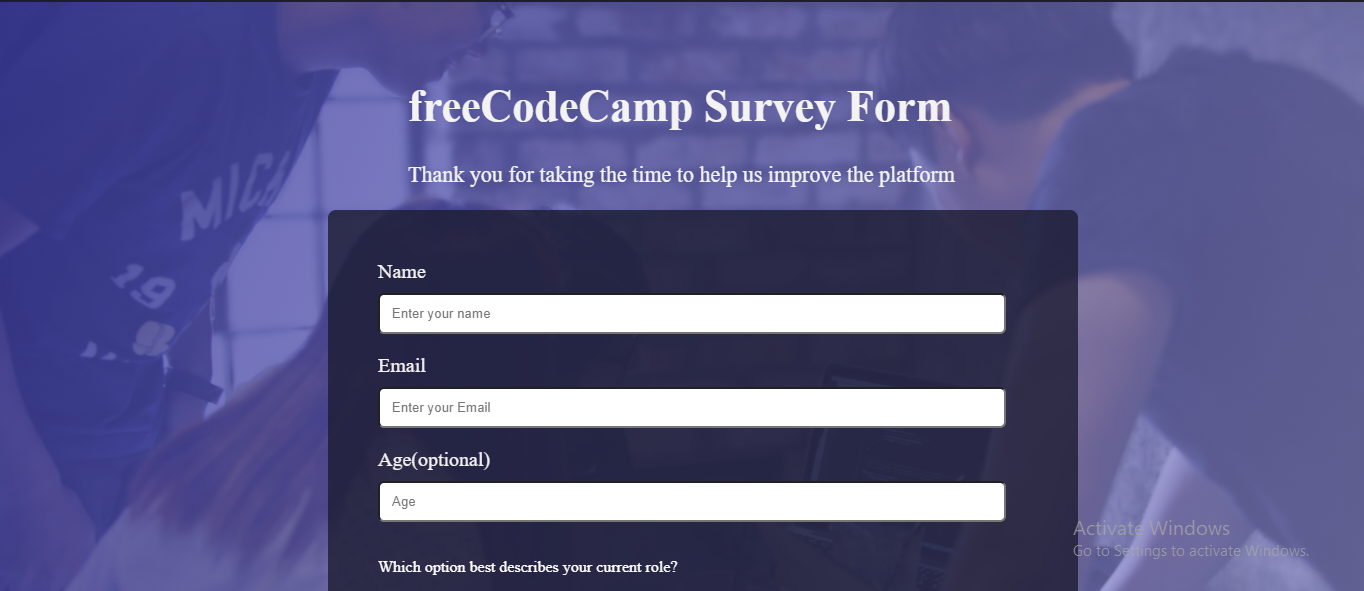 freeCodeCamp Survey Form
Thank you for taking the time to help us improve the platform
MICH
19
Name
Enter your name
Email
Enter your Email
Age(optional)
Age
Which option best describes your current role?
Activate Windows
Go to Settings to activate Windows.